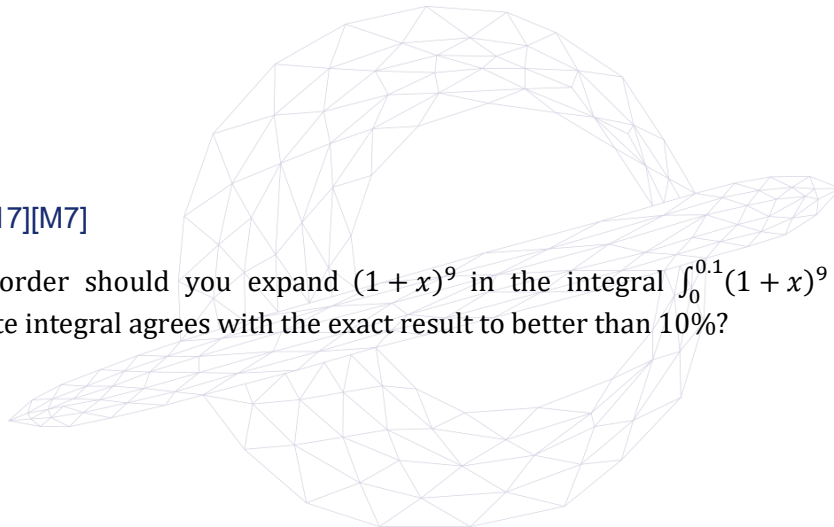 17][M7]
order should you expand (1 + x)⁹ in the integral ∫₀^0.1 (1 + x)⁹
te integral agrees with the exact result to better than 10%?